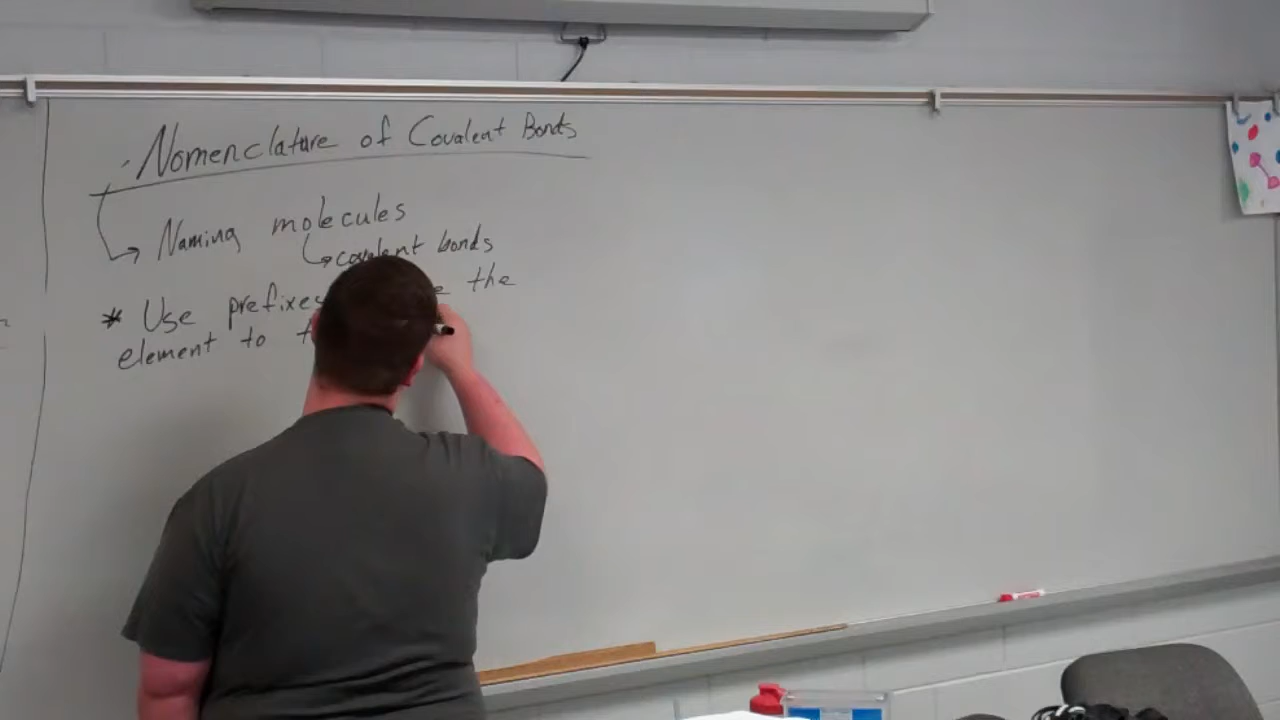 · Nomenclature of Covalent Bonds
Naming molecules
covalent bonds
* Use prefixes the
element to